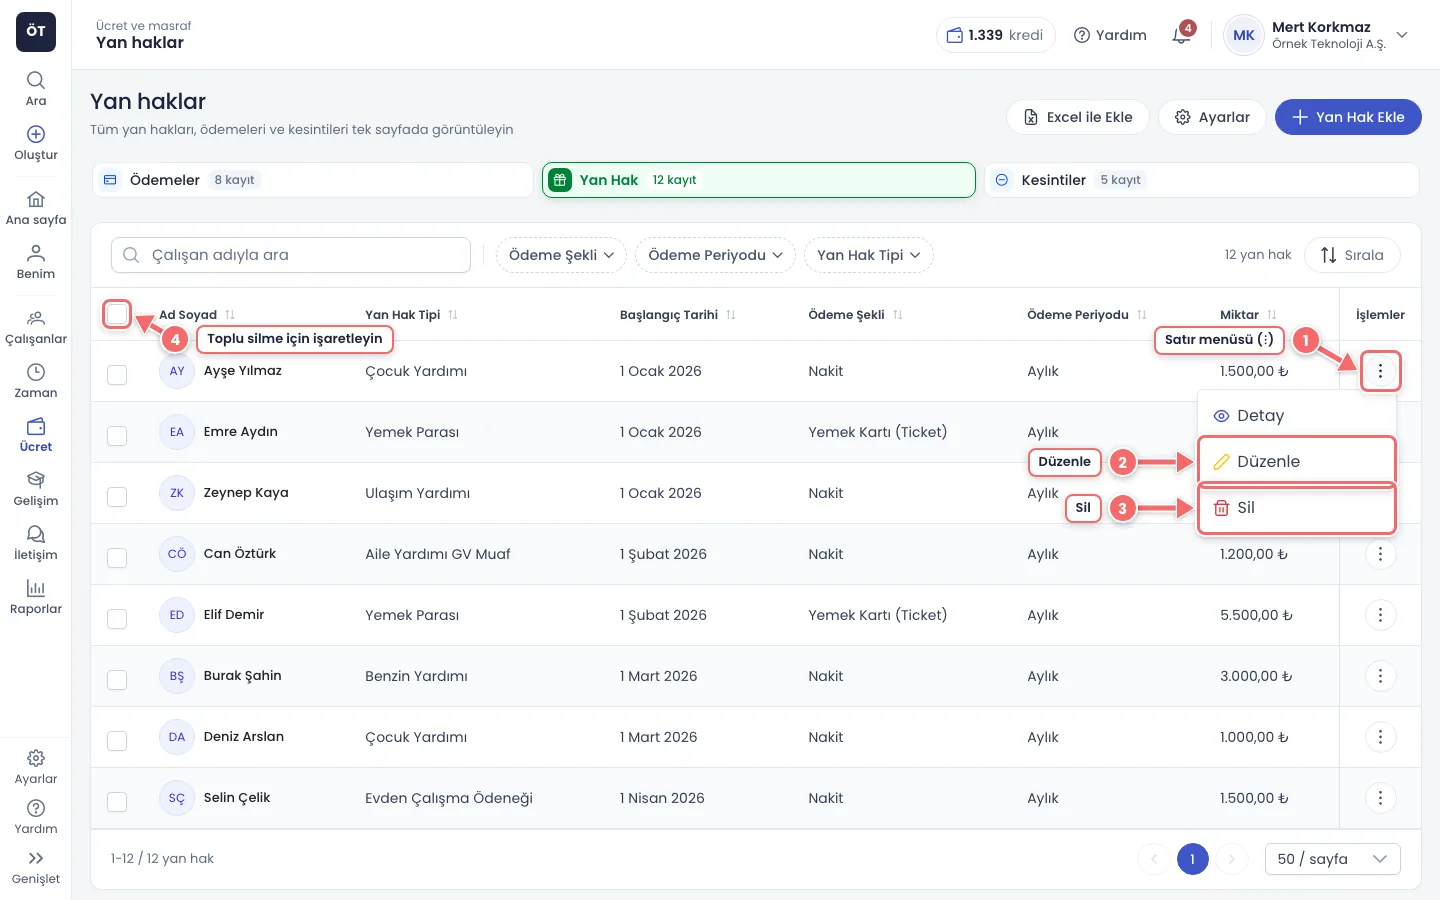 ÖT
Ara
Oluştur
Ana sayfa
Benim
Çalışanlar
Zaman
Ücret
Gelişim
İletişim
Raporlar
Ayarlar
Yardım
Genişlet
Ücret ve masraf
Yan haklar
1.339 kredi
Yardım
4
MK
Mert Korkmaz
Örnek Teknoloji A.Ş.
Yan haklar
Tüm yan hakları, ödemeleri ve kesintileri tek sayfada görüntüleyin
Excel ile Ekle
Ayarlar
Yan Hak Ekle
Ödemeler 8 kayıt
Yan Hak 12 kayıt
Kesintiler 5 kayıt
Çalışan adıyla ara
Ödeme Şekli
Ödeme Periyodu
Yan Hak Tipi
12 yan hak
Sırala
Ad Soyad Yan Hak Tipi Başlangıç Tarihi Ödeme Şekli Ödeme Periyodu Miktar İşlemler
4 Toplu silme için işaretleyin
Satır menüsü (⋮) 1
AY Ayşe Yılmaz Çocuk Yardımı 1 Ocak 2026 Nakit Aylık 1.500,00 ₺
Detay
EA Emre Aydın Yemek Parası 1 Ocak 2026 Yemek Kartı (Ticket) Aylık
Düzenle 2 Düzenle
ZK Zeynep Kaya Ulaşım Yardımı 1 Ocak 2026 Nakit Aylık
Sil 3 Sil
CÖ Can Öztürk Aile Yardımı GV Muaf 1 Şubat 2026 Nakit Aylık 1.200,00 ₺
ED Elif Demir Yemek Parası 1 Şubat 2026 Yemek Kartı (Ticket) Aylık 5.500,00 ₺
BŞ Burak Şahin Benzin Yardımı 1 Mart 2026 Nakit Aylık 3.000,00 ₺
DA Deniz Arslan Çocuk Yardımı 1 Mart 2026 Nakit Aylık 1.000,00 ₺
SÇ Selin Çelik Evden Çalışma Ödeneği 1 Nisan 2026 Nakit Aylık 1.500,00 ₺
1-12 / 12 yan hak
1
50 / sayfa